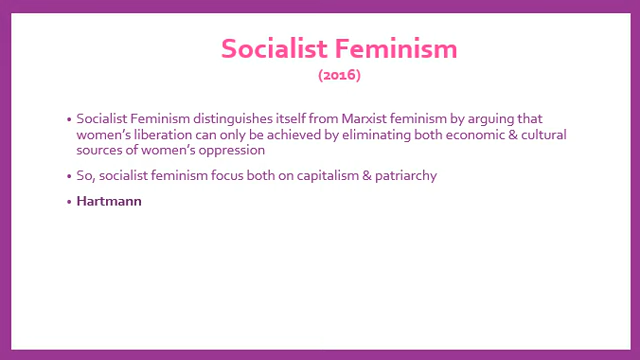 Socialist Feminism
(2016)
• Socialist Feminism distinguishes itself from Marxist feminism by arguing that
women's liberation can only be achieved by eliminating both economic & cultural
sources of women's oppression
• So, socialist feminism focus both on capitalism & patriarchy
• Hartmann